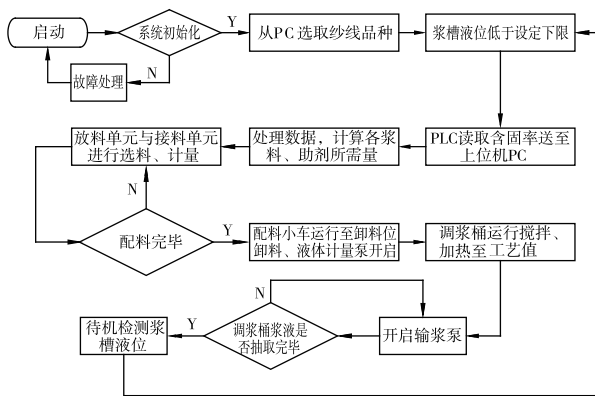 启动
系统初始化
Y
从PC选取纱线品种
浆槽液位低于设定下限
N
故障处理
放料单元与接料单元
进行选料、计量
处理数据，计算各浆
料、助剂所需量
PLC读取含固率送至
上位机PC
N
配料完毕
Y
配料小车运行至卸料位
卸料、液体计量泵开启
调浆桶运行搅拌、
加热至工艺值
N
待机检测浆
槽液位
Y
调浆桶浆液是
否抽取完毕
开启输浆泵